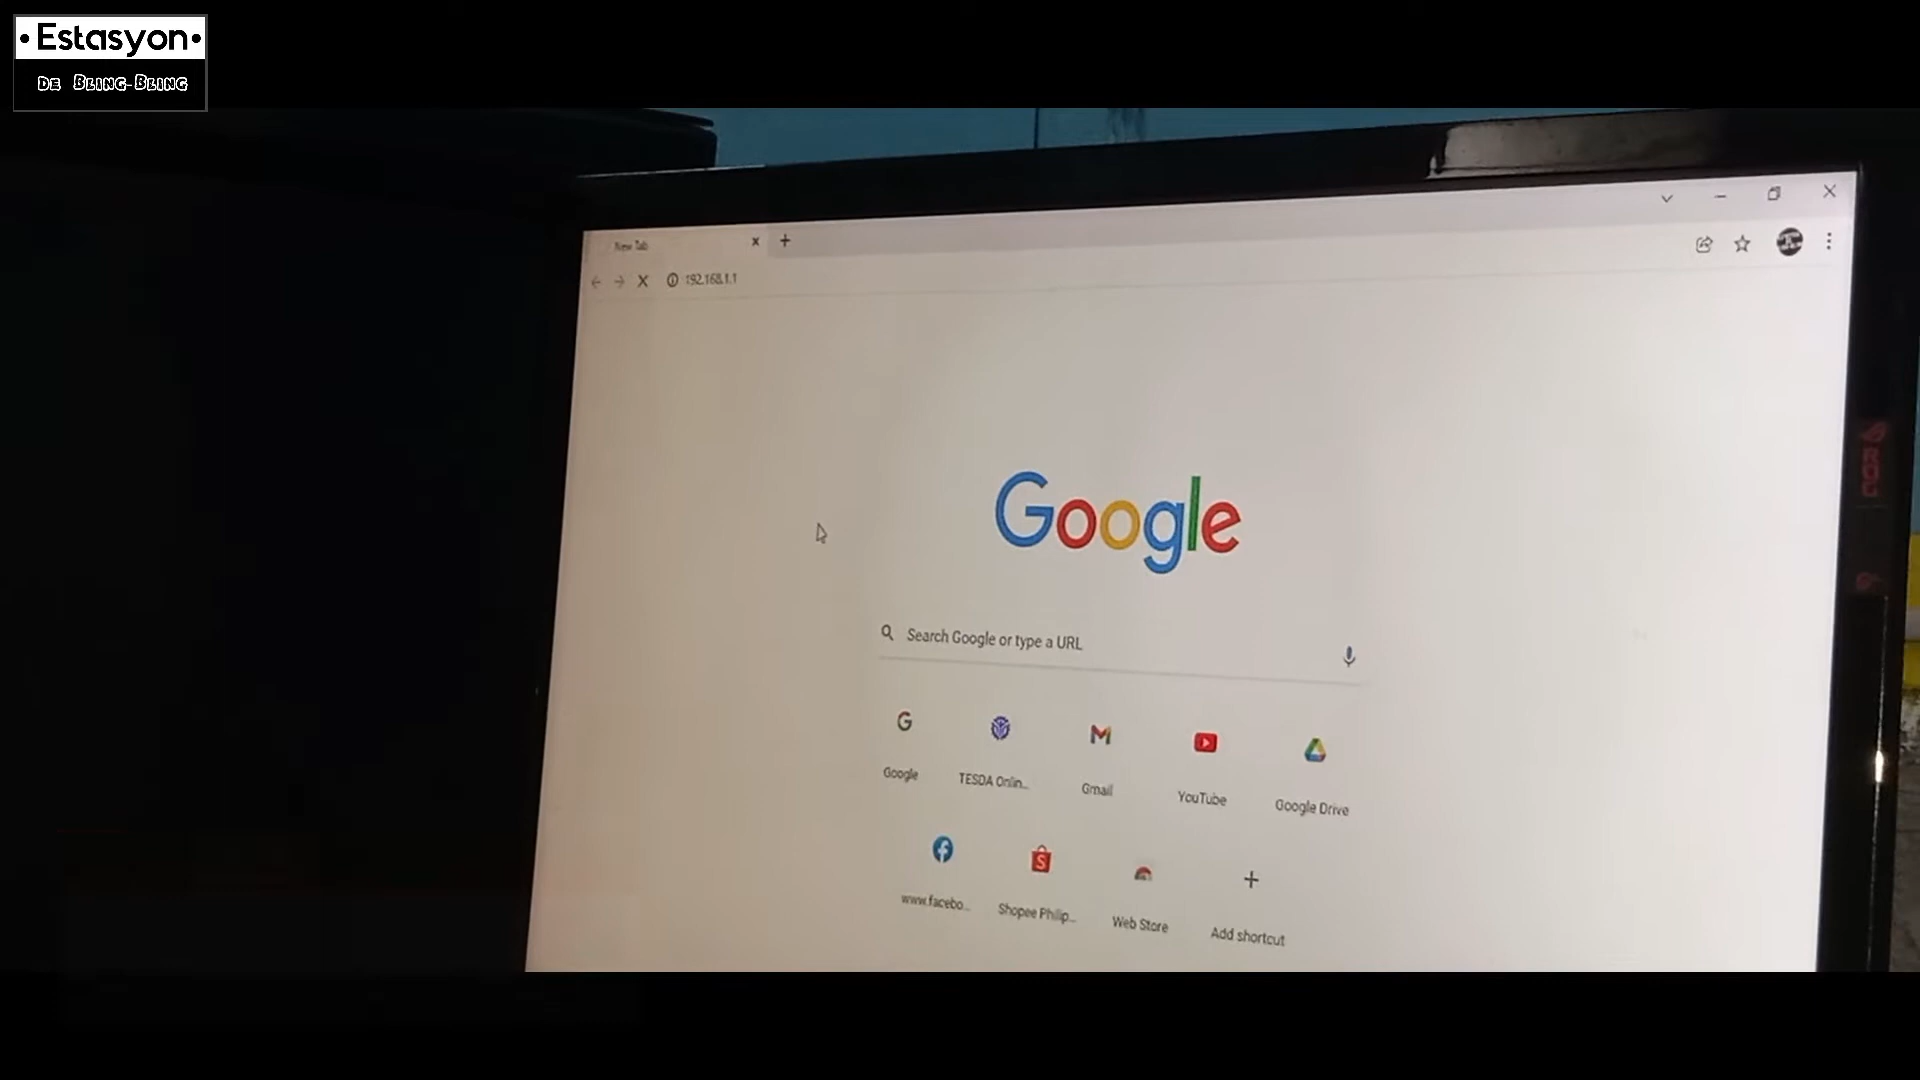 • Estasyon •
De Bling-Bling
New Tab
192.168.1.1
Google
Search Google or type a URL
Google
TESDA Onlin...
Gmail
YouTube
Google Drive
www.facebo...
Shopee Philip...
Web Store
Add shortcut